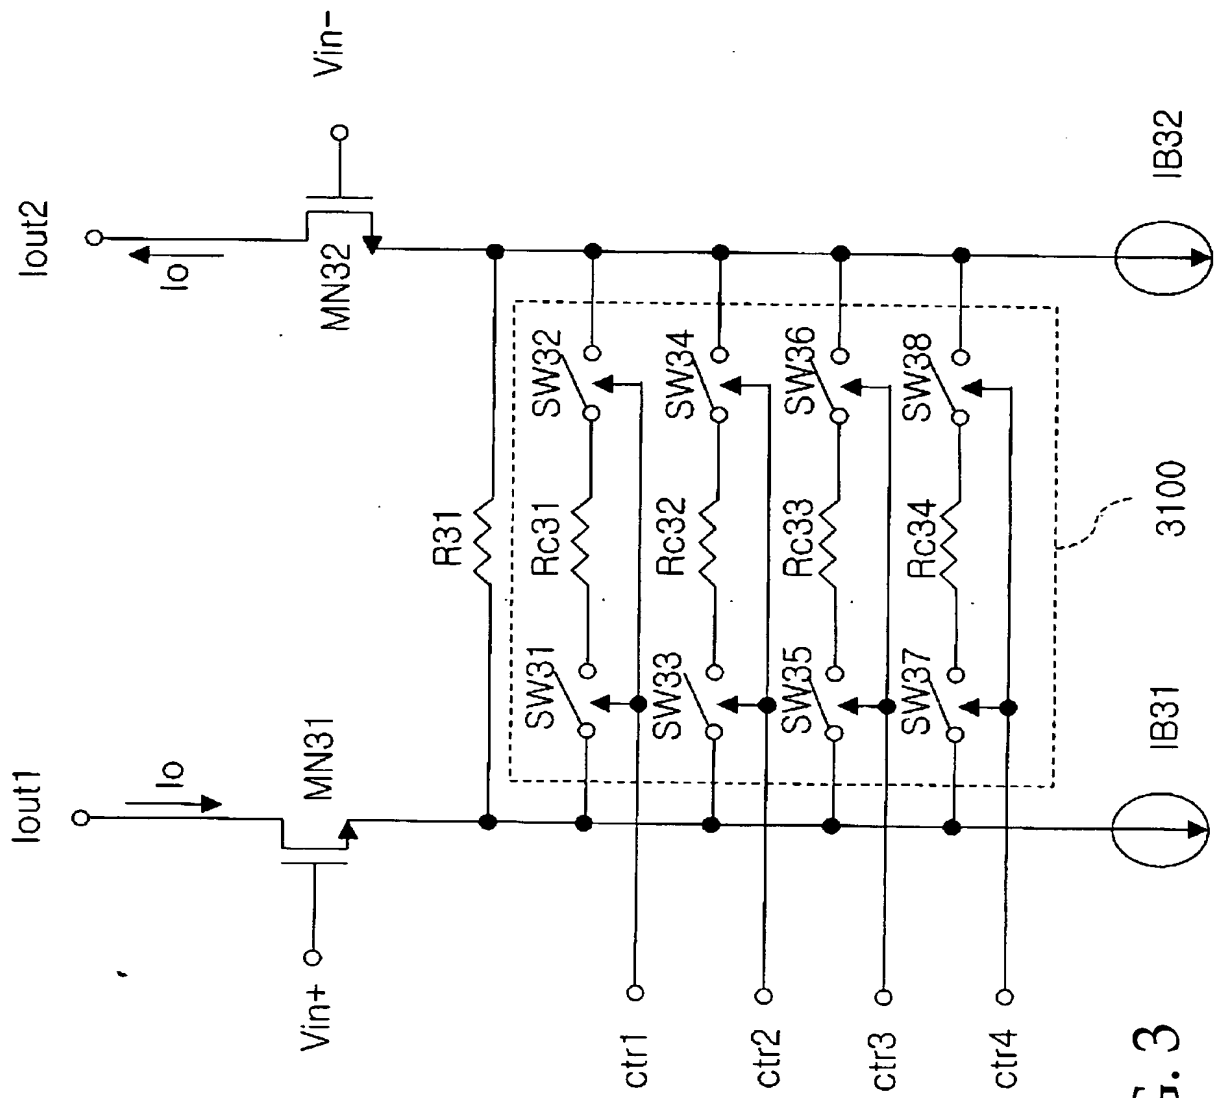 Iout1
Iout2
Io
Io
Vin+
Vin-
MN31
MN32
R31
SW31
Rc31
SW32
ctr1
SW33
Rc32
SW34
ctr2
SW35
Rc33
SW36
ctr3
SW37
Rc34
SW38
ctr4
IB31
3100
IB32
G. 3